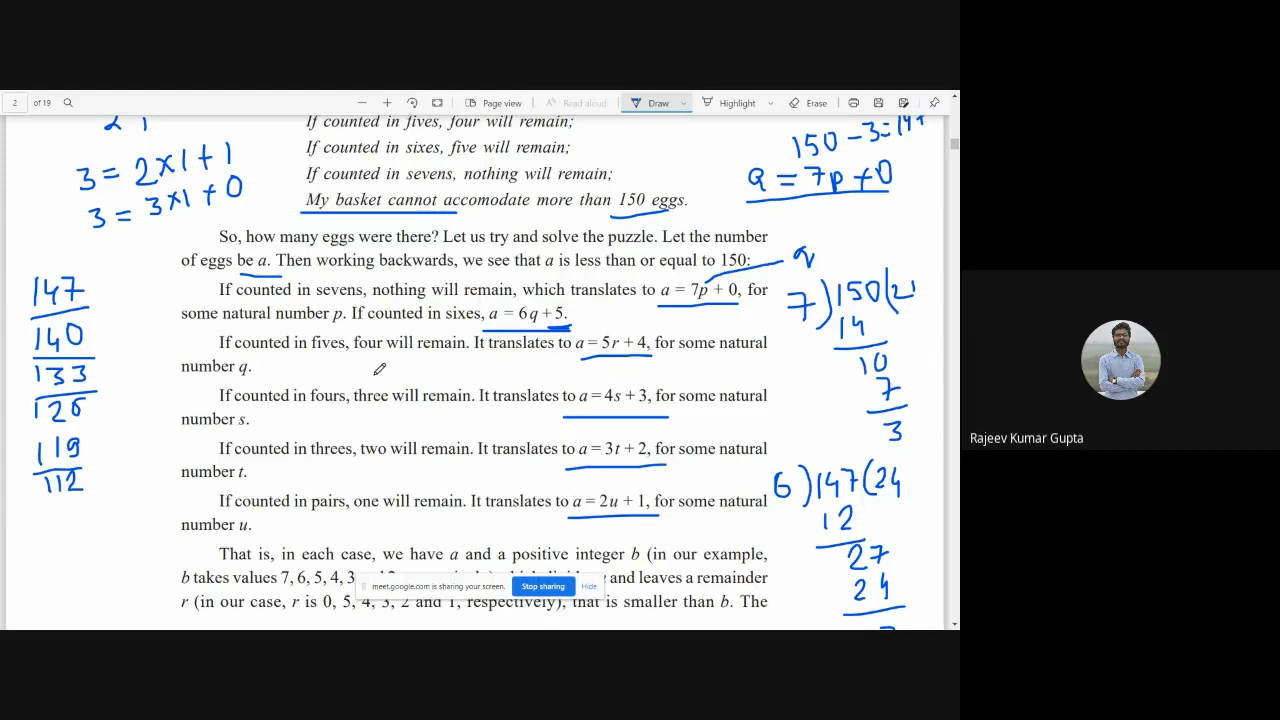 2 of 19 Page view Read aloud Draw Highlight Erase
If counted in fives, four will remain;
If counted in sixes, five will remain;
If counted in sevens, nothing will remain;
My basket cannot accomodate more than 150 eggs.
3 = 2×1+1
3 = 3×1+0
150 - 3 =
a = 7p + 0
So, how many eggs were there? Let us try and solve the puzzle. Let the number
of eggs be a. Then working backwards, we see that a is less than or equal to 150:
If counted in sevens, nothing will remain, which translates to a = 7p + 0, for
some natural number p. If counted in sixes, a = 6q + 5.
If counted in fives, four will remain. It translates to a = 5r + 4, for some natural
number q.
If counted in fours, three will remain. It translates to a = 4s + 3, for some natural
number s.
If counted in threes, two will remain. It translates to a = 3t + 2, for some natural
number t.
If counted in pairs, one will remain. It translates to a = 2u + 1, for some natural
number u.
That is, in each case, we have a and a positive integer b (in our example,
b takes values 7, 6, 5, 4, 3 and leaves a remainder
r (in our case, r is 0, 5, 4, 3, 2 and 1, respectively), that is smaller than b. The
meet.google.com is sharing your screen. Stop sharing Hide
147
140
133
126
119
112
7)150(21
14
10
7
3
6)147(24
12
27
24
Rajeev Kumar Gupta